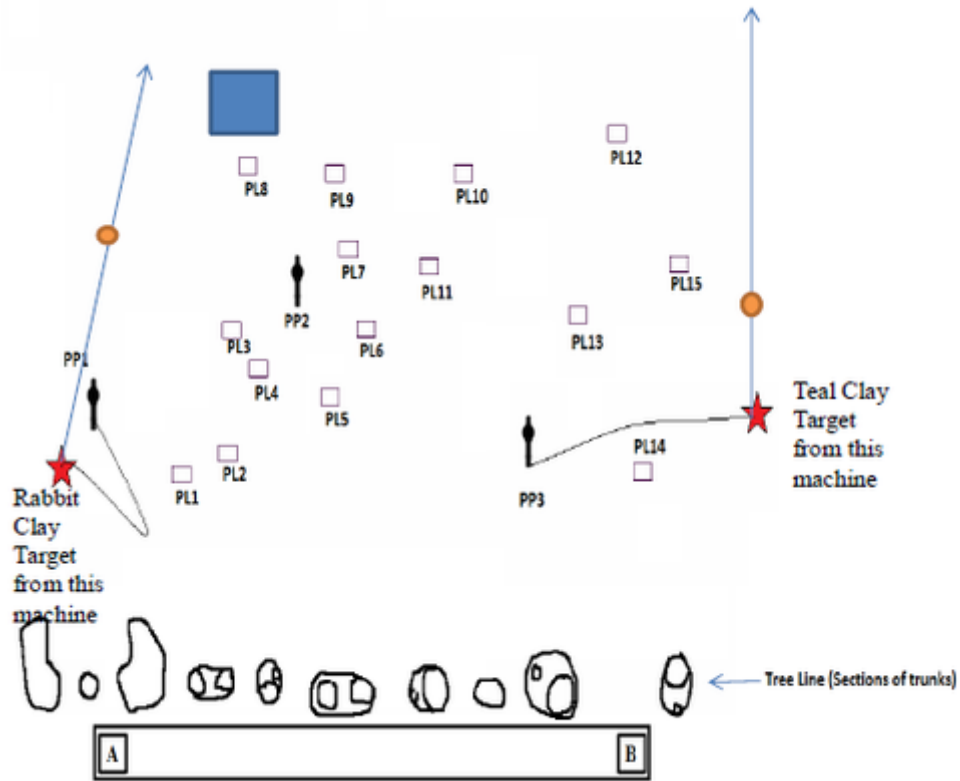 PL12
PL8
PL9
PL10
PL7
PL11
PL15
PP2
PL3
PL6
PL13
PP1
PL4
PL5
Teal Clay
Target
from this
machine
PL14
PL2
PL1
PP3
Rabbit
Clay
Target
from this
machine
Tree Line (Sections of trunks)
A
B